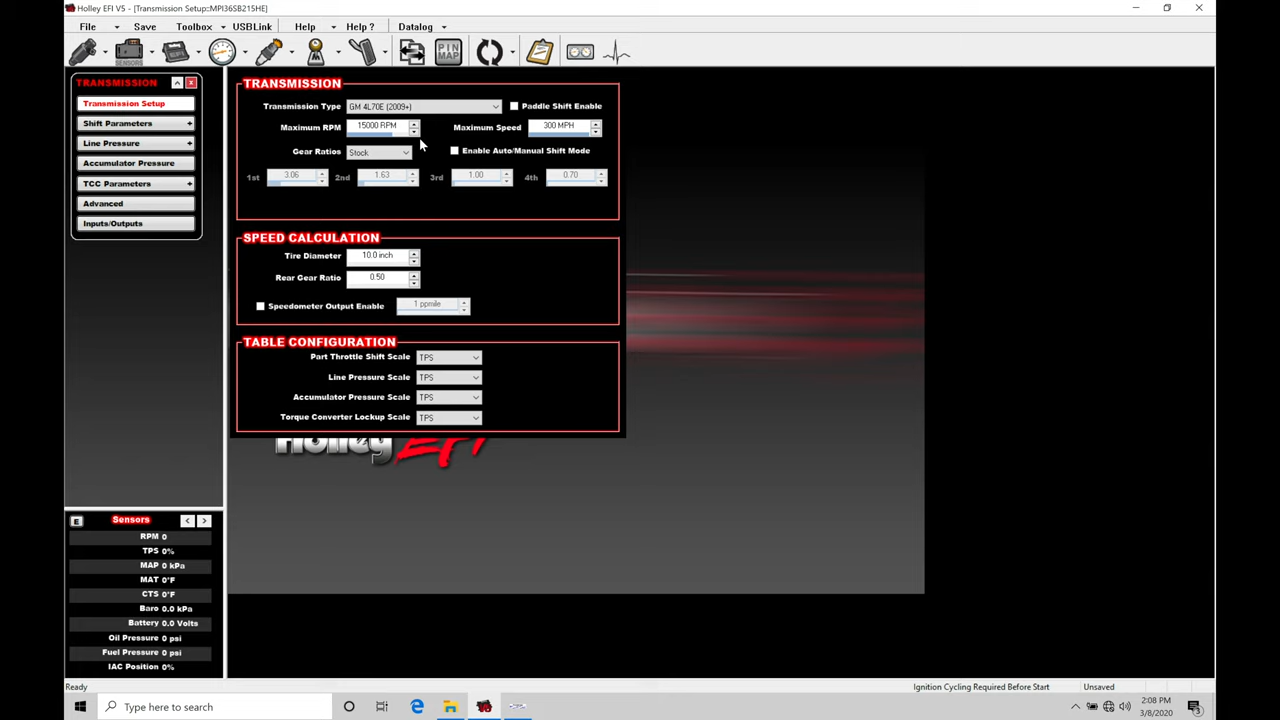 Holley EFI V5 - [Transmission Setup::MPI36SB215HE]
File Save Toolbox USBLink Help Help ? Datalog
SENSORS EFI PIN MAP
TRANSMISSION
Transmission Setup
Shift Parameters +
Line Pressure +
Accumulator Pressure
TCC Parameters +
Advanced
Inputs/Outputs
TRANSMISSION
Transmission Type GM 4L70E (2009+) Paddle Shift Enable
Maximum RPM 15000 RPM Maximum Speed 300 MPH
Gear Ratios Stock Enable Auto/Manual Shift Mode
1st 3.06 2nd 1.63 3rd 1.00 4th 0.70
SPEED CALCULATION
Tire Diameter 10.0 inch
Rear Gear Ratio 0.50
Speedometer Output Enable 1 ppmile
TABLE CONFIGURATION
Part Throttle Shift Scale TPS
Line Pressure Scale TPS
Accumulator Pressure Scale TPS
Torque Converter Lockup Scale TPS
Holley EFI
E Sensors < >
RPM 0
TPS 0%
MAP 0 kPa
MAT 0°F
CTS 0°F
Baro 0.0 kPa
Battery 0.0 Volts
Oil Pressure 0 psi
Fuel Pressure 0 psi
IAC Position 0%
Ready Ignition Cycling Required Before Start Unsaved
Type here to search
2:08 PM
3/8/2020
3